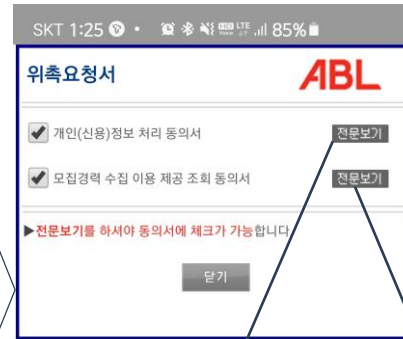 SKT 1:25 85%
위촉요청서 ABL
개인(신용)정보 처리 동의서 전문보기
모집경력 수집 이용 제공 조회 동의서 전문보기
▶전문보기를 하셔야 동의서에 체크가 가능합니다
닫기